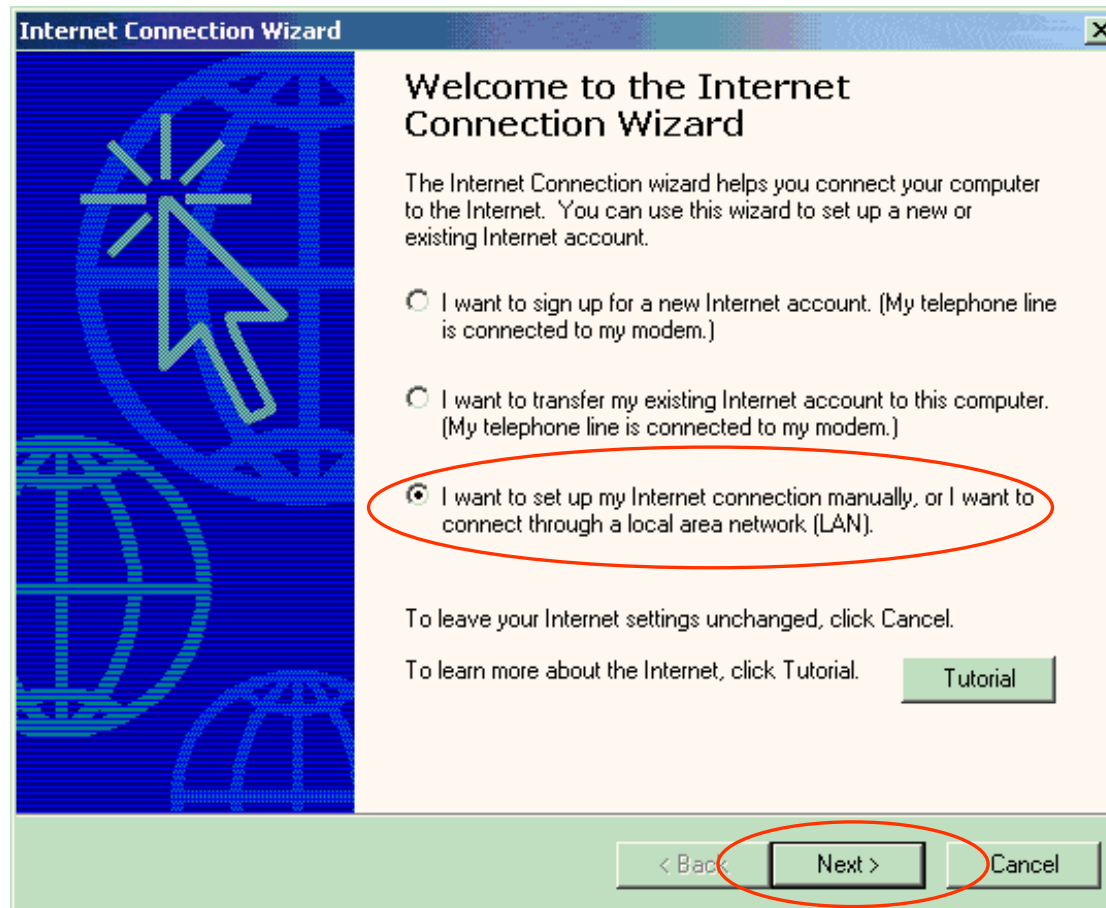 Internet Connection Wizard
Welcome to the Internet
Connection Wizard
The Internet Connection wizard helps you connect your computer
to the Internet. You can use this wizard to set up a new or
existing Internet account.
I want to sign up for a new Internet account. (My telephone line
is connected to my modem.)
I want to transfer my existing Internet account to this computer.
(My telephone line is connected to my modem.)
I want to set up my Internet connection manually, or I want to
connect through a local area network (LAN).
To leave your Internet settings unchanged, click Cancel.
To learn more about the Internet, click Tutorial.
Tutorial
< Back
Next >
Cancel